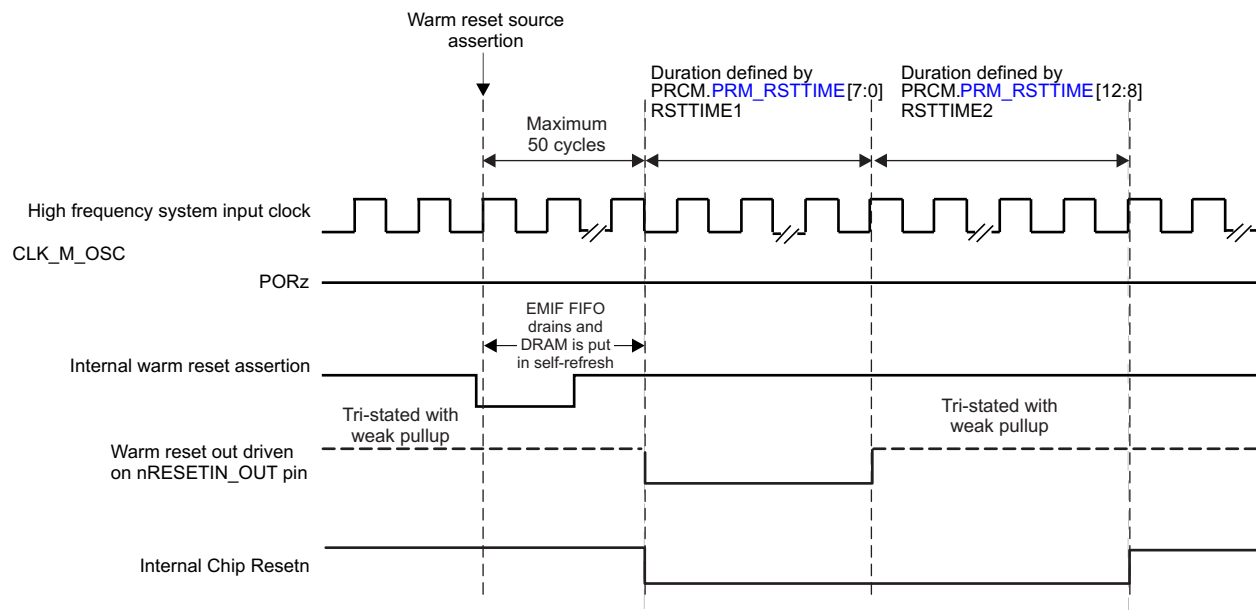 Warm reset source
assertion
Duration defined by
PRCM.PRM_RSTTIME[7:0]
RSTTIME1
Duration defined by
PRCM.PRM_RSTTIME[12:8]
RSTTIME2
Maximum
50 cycles
High frequency system input clock
CLK_M_OSC
PORz
EMIF FIFO
drains and
DRAM is put
in self-refresh
Internal warm reset assertion
Tri-stated with
weak pullup
Tri-stated with
weak pullup
Warm reset out driven
on nRESETIN_OUT pin
Internal Chip Resetn